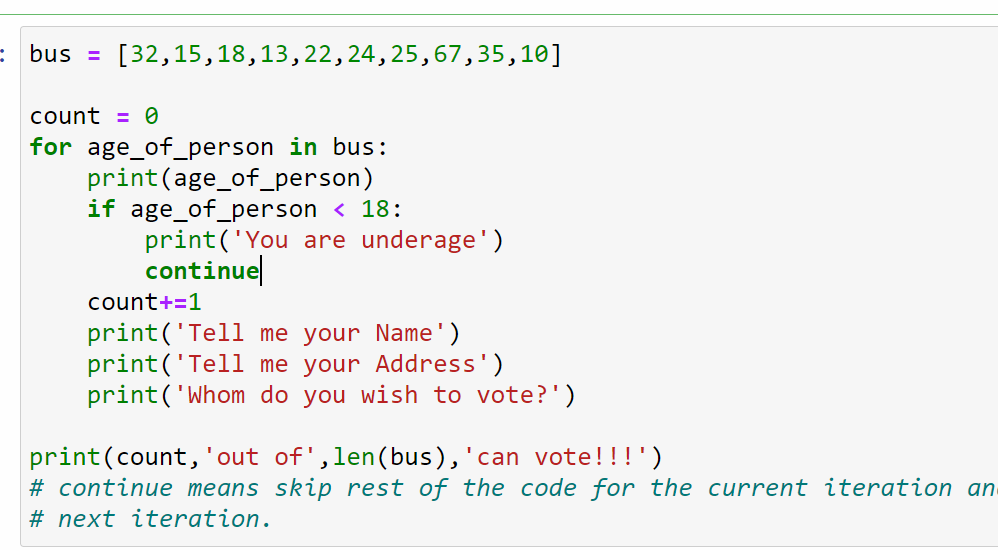 : bus = [32,15,18,13,22,24,25,67,35,10]
count = 0
for age_of_person in bus:
print(age_of_person)
if age_of_person < 18:
print('You are underage')
continue
count+=1
print('Tell me your Name')
print('Tell me your Address')
print('Whom do you wish to vote?')
print(count,'out of',len(bus),'can vote!!!')
# continue means skip rest of the code for the current iteration
# next iteration.